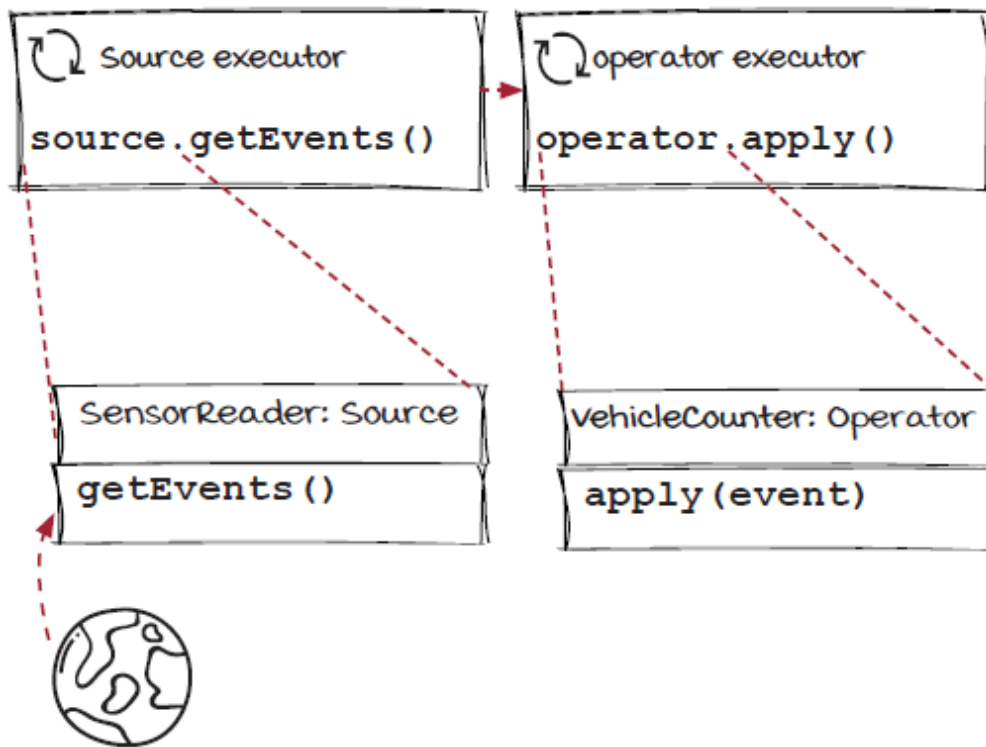 Source executor
source.getEvents()
operator executor
operator.apply()
SensorReader: Source
getEvents()
VehicleCounter: Operator
apply(event)